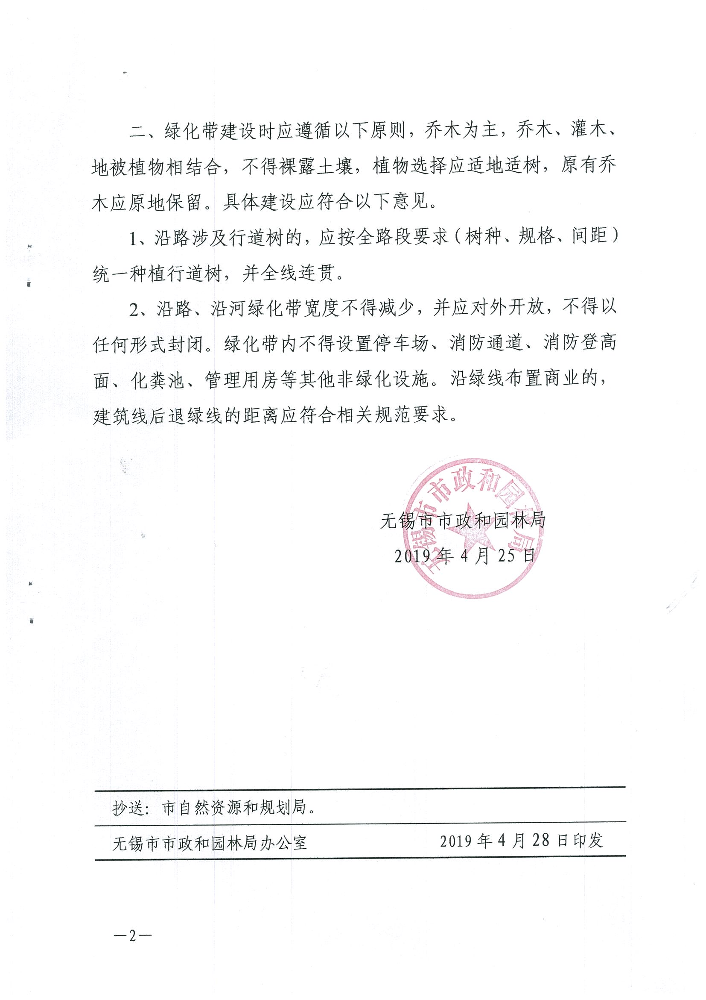 二、绿化带建设时应遵循以下原则，乔木为主，乔木、灌木、
地被植物相结合，不得裸露土壤，植物选择应适地适树，原有乔
木应原地保留。具体建设应符合以下意见。
1、沿路涉及行道树的，应按全路段要求（树种、规格、间距）
统一种植行道树，并全线连贯。
2、沿路、沿河绿化带宽度不得减少，并应对外开放，不得以
任何形式封闭。绿化带内不得设置停车场、消防通道、消防登高
面、化粪池、管理用房等其他非绿化设施。沿绿线布置商业的，
建筑线后退绿线的距离应符合相关规范要求。
无锡市市政和园林局
无锡市市政和园林局
2019年4月25日
抄送：市自然资源和规划局。
无锡市市政和园林局办公室 2019年4月28日印发
—2—